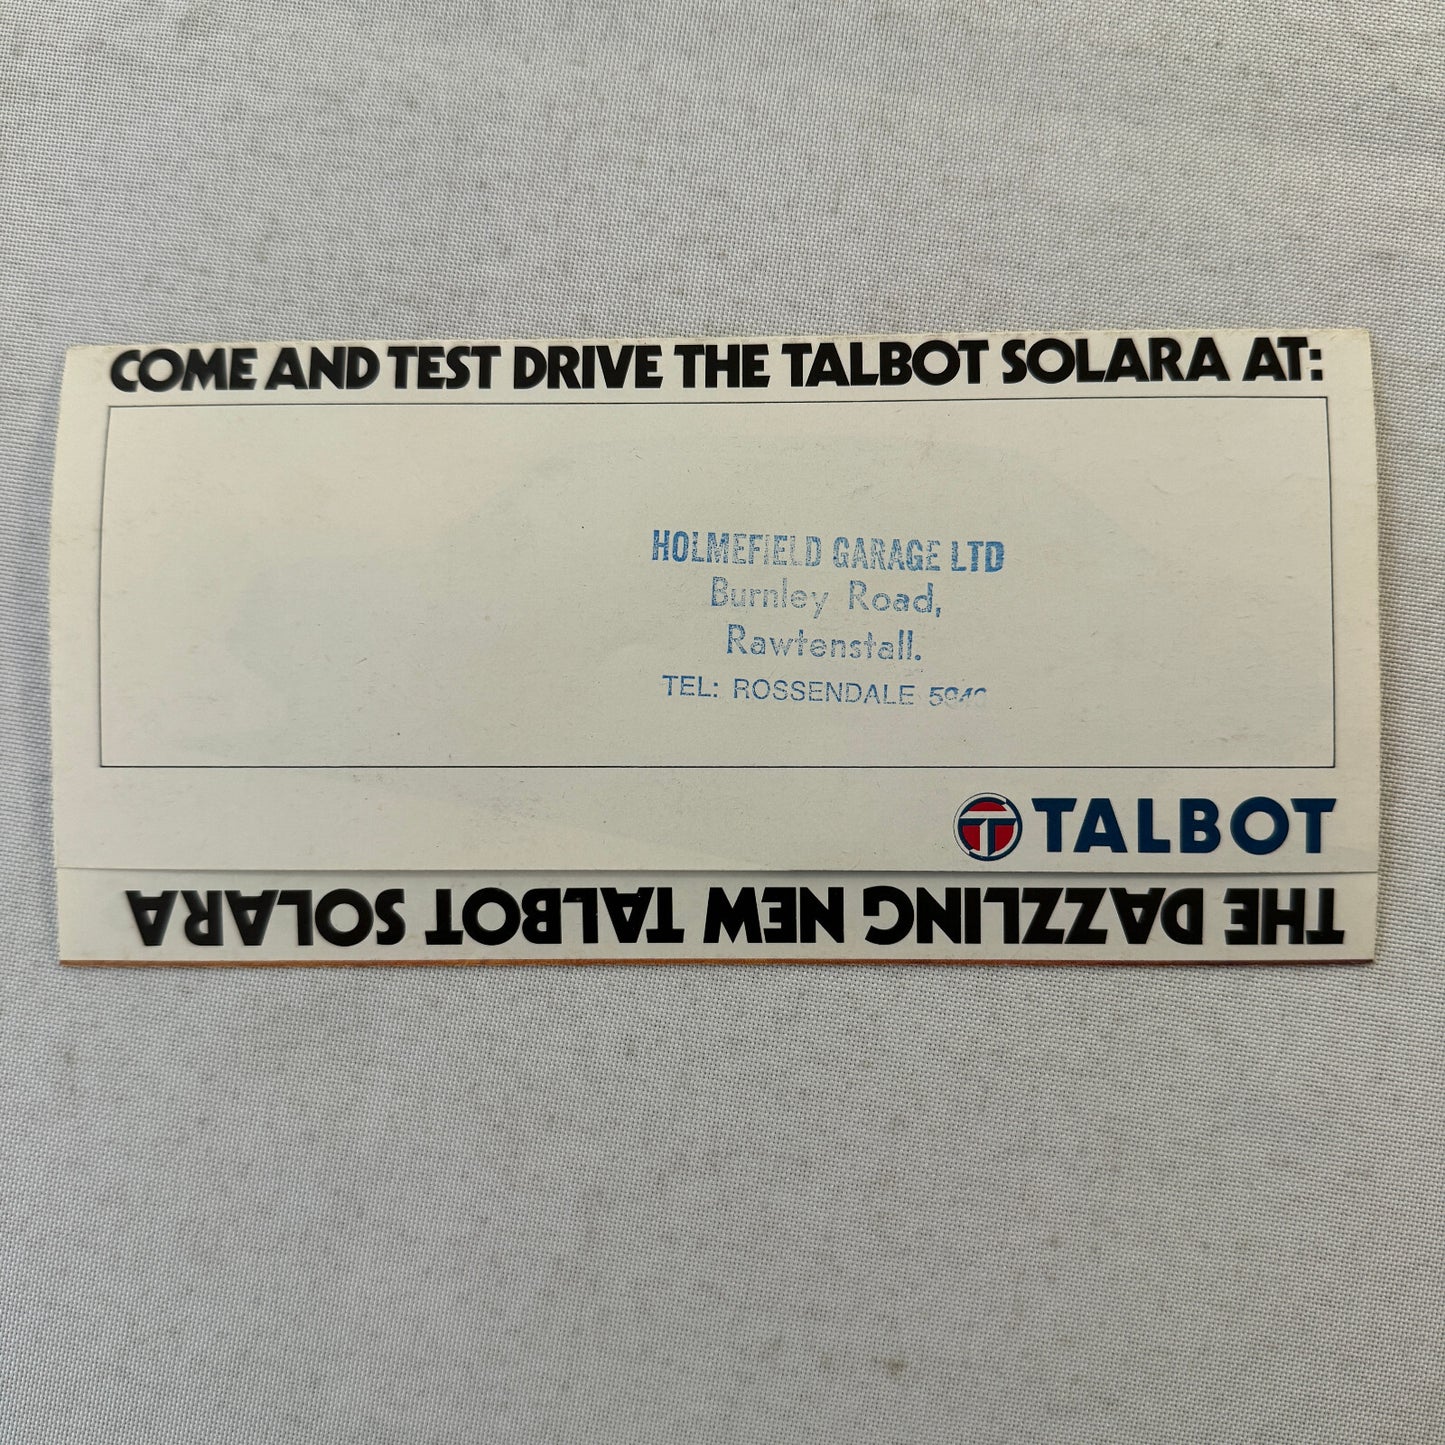 COME AND TEST DRIVE THE TALBOT SOLARA AT:
HOLMEFIELD GARAGE LTD
Burnley Road,
Rawtenstall.
TEL: ROSSENDALE
TALBOT
THE DAZZLING NEW TALBOT SOLARA